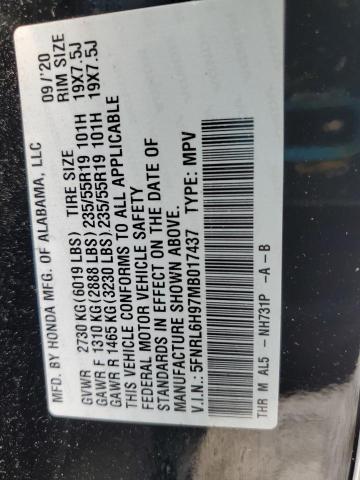 MFD. BY HONDA MFG. OF ALABAMA, LLC 09/'20
TIRE SIZE RIM SIZE
GVWR 2730 KG(6019 LBS)
GAWR F 1310 KG(2888 LBS) 235/55R19 101H 19X7.5J
GAWR R 1465 KG(3230 LBS) 235/55R19 101H 19X7.5J
THIS VEHICLE CONFORMS TO ALL APPLICABLE
FEDERAL MOTOR VEHICLE SAFETY
STANDARDS IN EFFECT ON THE DATE OF
MANUFACTURE SHOWN ABOVE.
V.I.N.: 5FNRL6H97MB017437 TYPE: MPV
THR M AL5 - NH731P -A -B